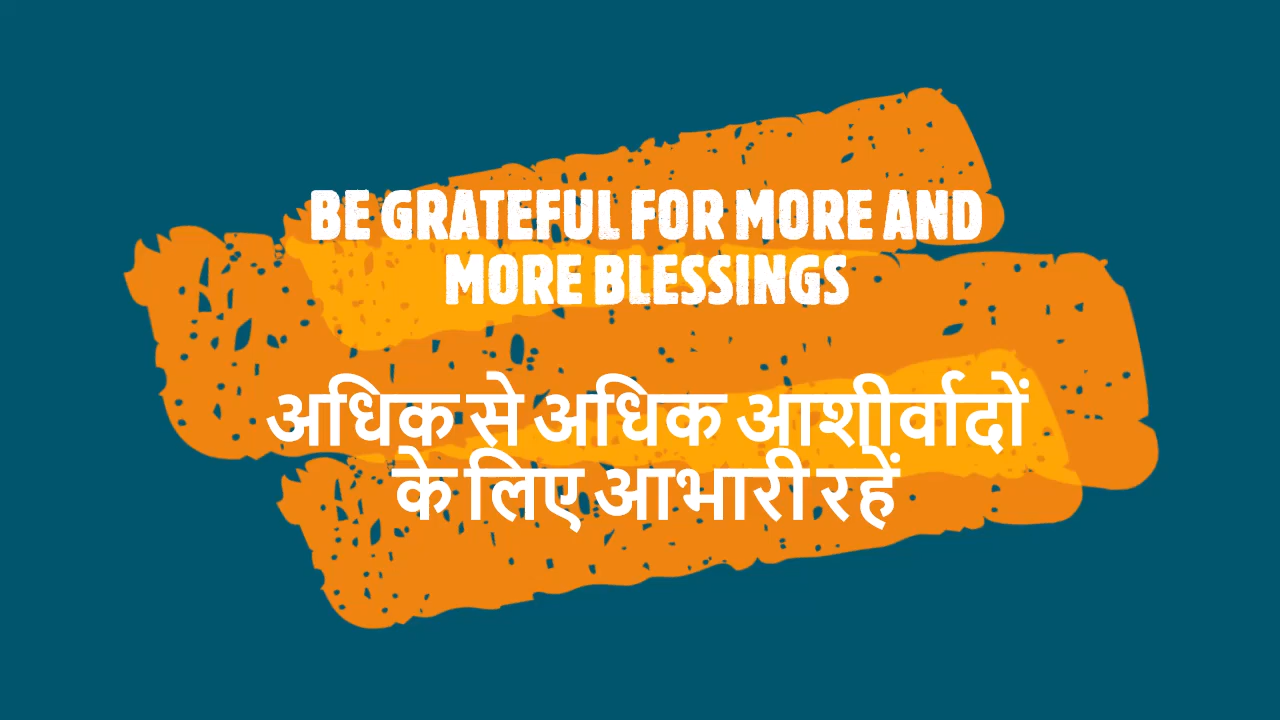 BE GRATEFUL FOR MORE AND
MORE BLESSINGS
अधिक से अधिक आशीर्वादों
के लिए आभारी रहें